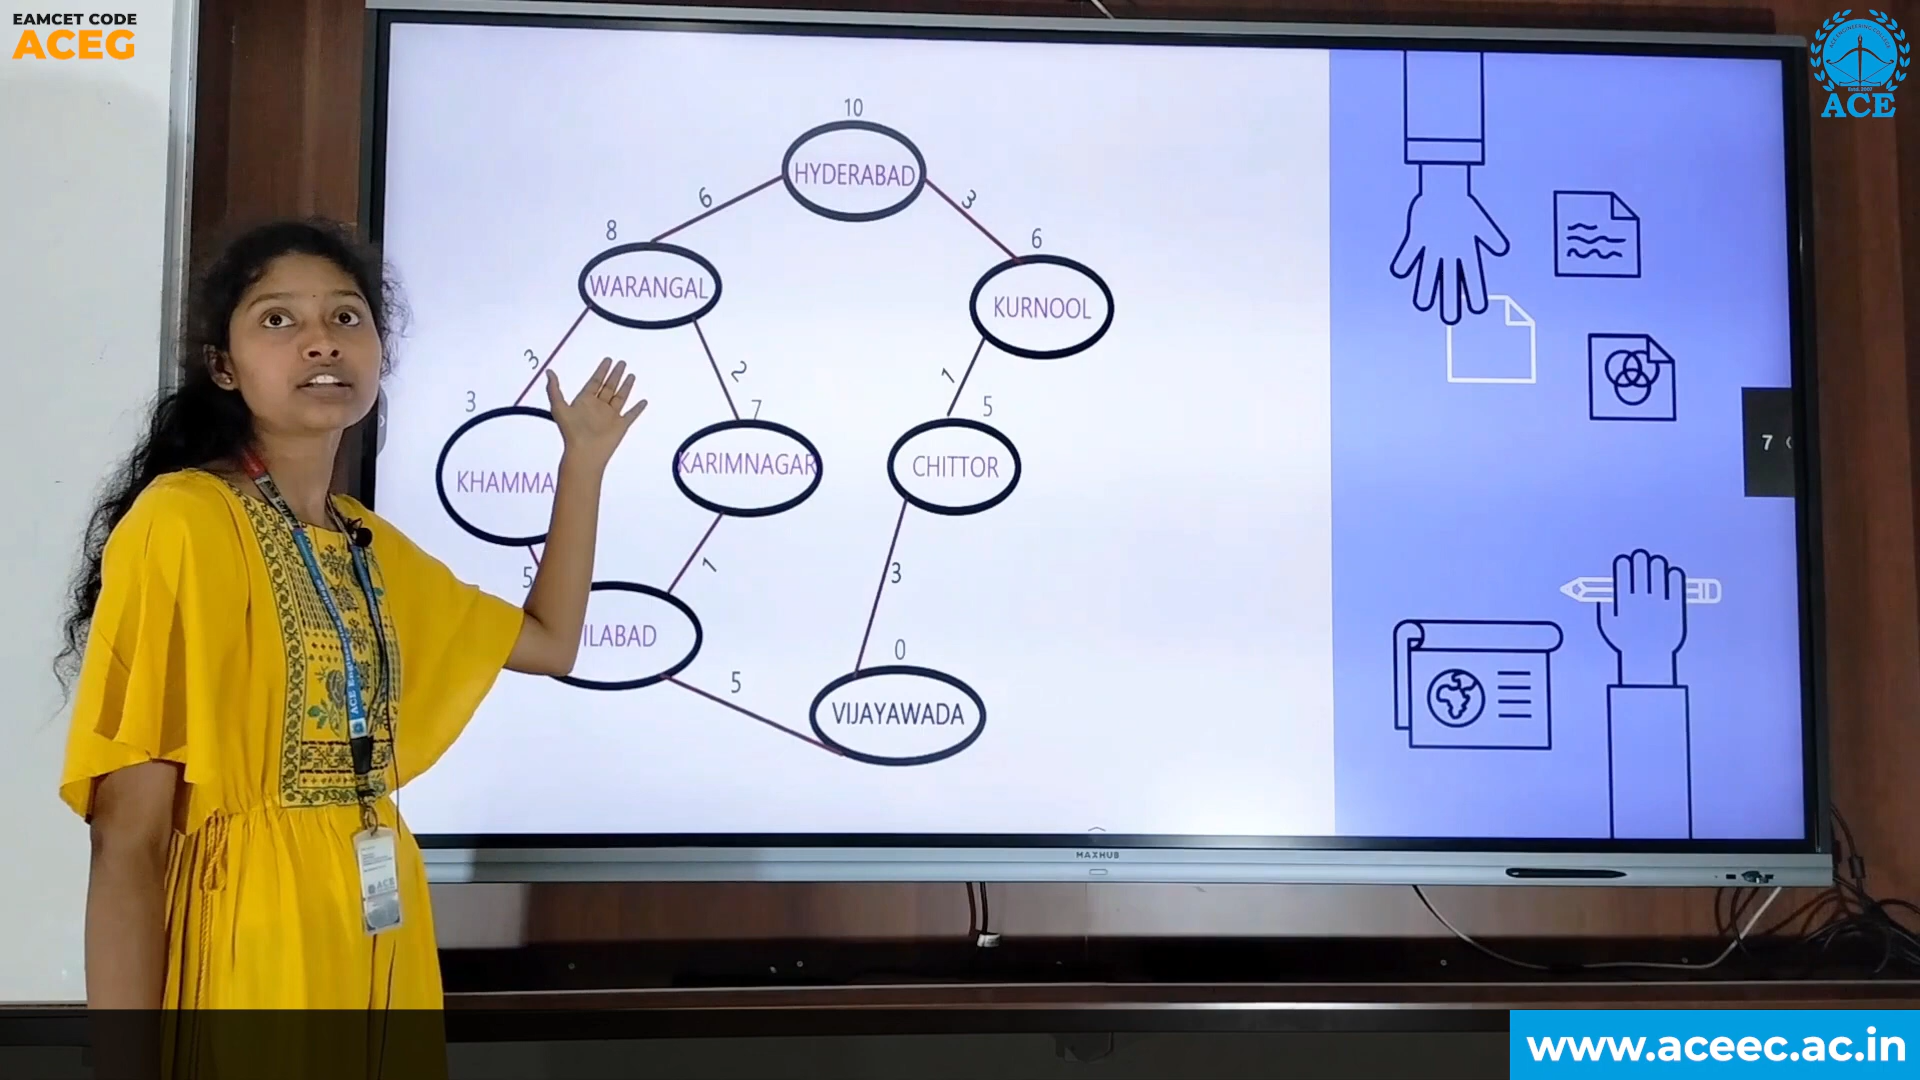 EAMCET CODE
ACEG
ACE
10
HYDERABAD
6
3
8
WARANGAL
6
KURNOOL
3
2
1
3
KHAMMA
7
KARIMNAGAR
5
CHITTOR
5
1
3
ILABAD
0
5
VIJAYAWADA
7
MAXHUB
ACE
www.aceec.ac.in